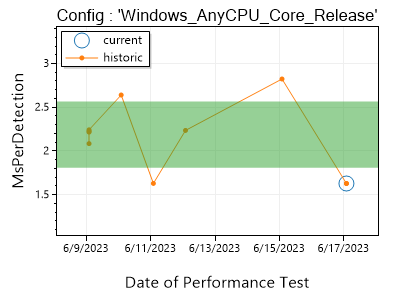 Config : 'Windows_AnyCPU_Core_Release'
current
historic
MsPerDetection
3
2.5
2
1.5
6/9/2023 6/11/2023 6/13/2023 6/15/2023 6/17/2023
Date of Performance Test